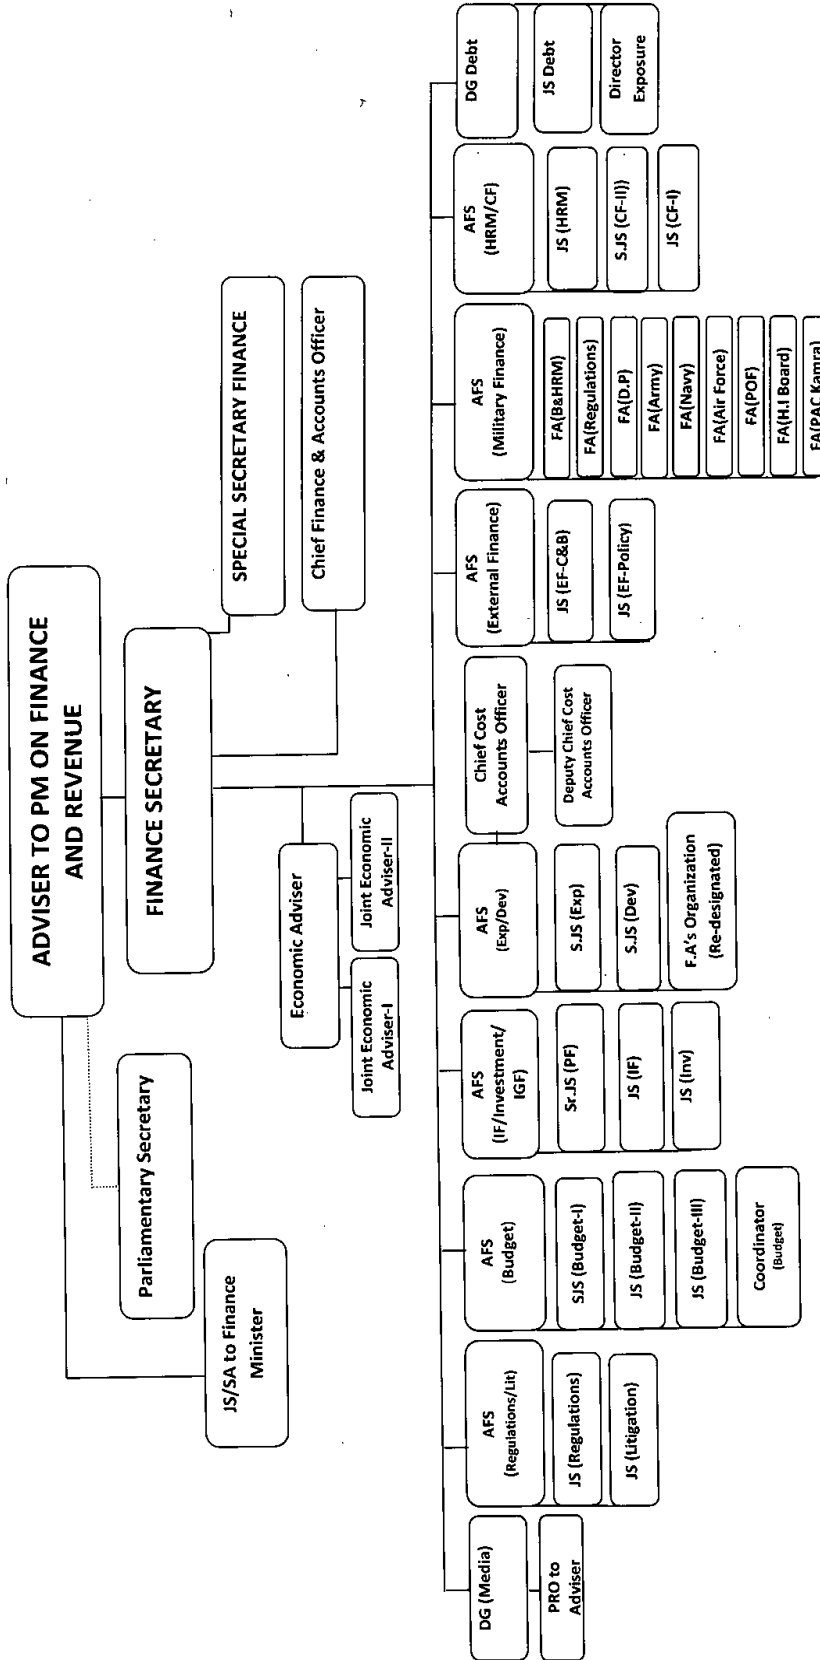 ADVISER TO PM ON FINANCE
AND REVENUE
FINANCE SECRETARY
Parliamentary Secretary
JS/SA to Finance
Minister
SPECIAL SECRETARY FINANCE
Chief Finance & Accounts Officer
Economic Adviser
Joint Economic
Adviser-I
Joint Economic
Adviser-II
DG (Media)
PRO to
Adviser
AFS
(Regulations/Lit)
JS (Regulations)
JS (Litigation)
AFS
(Budget)
SJS (Budget-I)
JS (Budget-II)
JS (Budget-III)
Coordinator
(Budget)
AFS
(IF/Investment/
IGF)
Sr.JS (PF)
JS (IF)
JS (Inv)
AFS
(Exp/Dev)
S.JS (Exp)
S.JS (Dev)
F.A's Organization
(Re-designated)
Chief Cost
Accounts Officer
Deputy Chief Cost
Accounts Officer
AFS
(External Finance)
JS (EF-C&B)
JS (EF-Policy)
AFS
(Military Finance)
FA(B&HRM)
FA(Regulations)
FA(D.P)
FA(Army)
FA(Navy)
FA(Air Force)
FA(POF)
FA(H.I Board)
FA(PAC Kamra)
AFS
(HRM/CF)
JS (HRM)
S.JS (CF-II))
JS (CF-I)
DG Debt
JS Debt
Director
Exposure